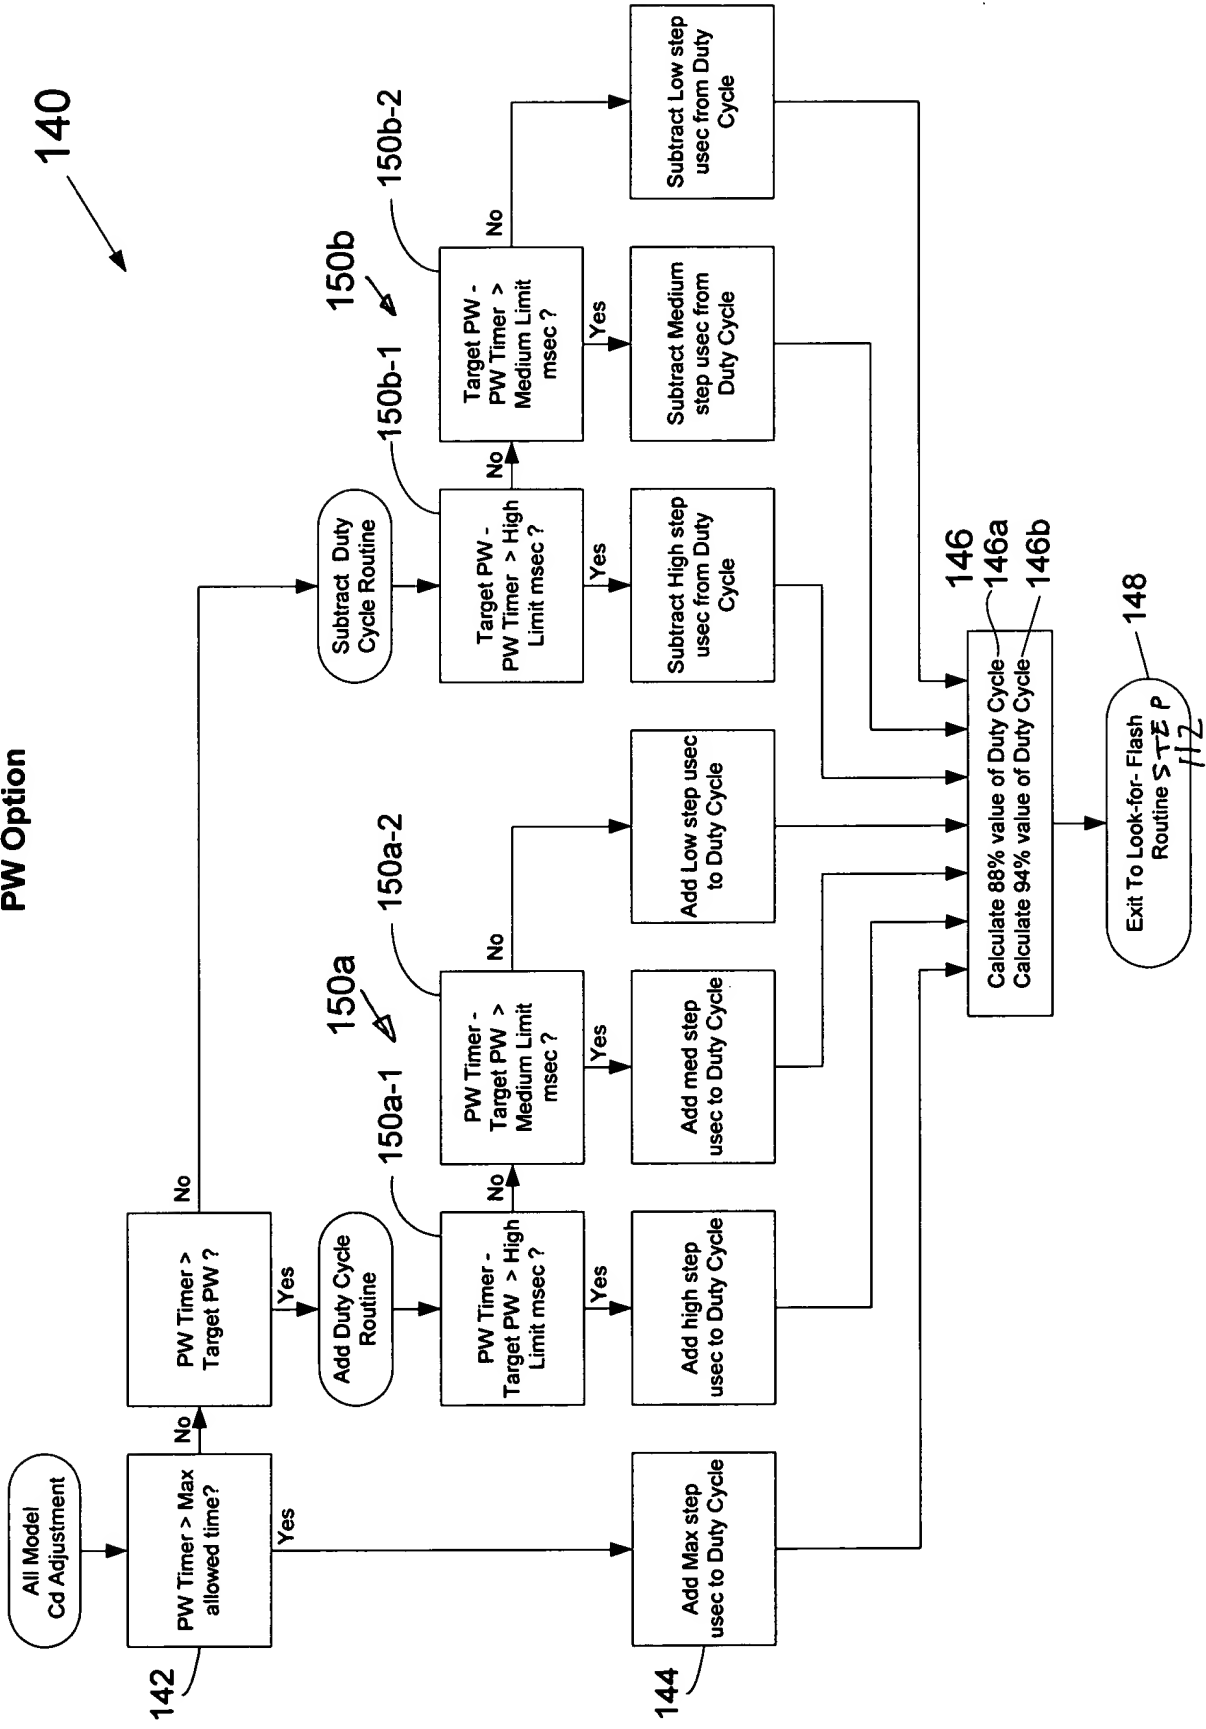 PW Option
140
All Model
Cd Adjustment
142
PW Timer > Max
allowed time?
No
Yes
PW Timer >
Target PW ?
No
Yes
Add Duty Cycle
Routine
Subtract Duty
Cycle Routine
150a
150a-1
PW Timer -
Target PW > High
Limit msec ?
No
Yes
150a-2
PW Timer -
Target PW >
Medium Limit
msec ?
No
Yes
150b
150b-1
Target PW -
PW Timer > High
Limit msec ?
No
Yes
150b-2
Target PW -
PW Timer >
Medium Limit
msec ?
No
Yes
144
Add Max step
usec to Duty Cycle
Add high step
usec to Duty Cycle
Add med step
usec to Duty Cycle
Add Low step usec
to Duty Cycle
Subtract High step
usec from Duty
Cycle
Subtract Medium
step usec from
Duty Cycle
Subtract Low step
usec from Duty
Cycle
146
Calculate 88% value of Duty Cycle
146a
Calculate 94% value of Duty Cycle
146b
Exit To Look-for- Flash
Routine STEP
112
148